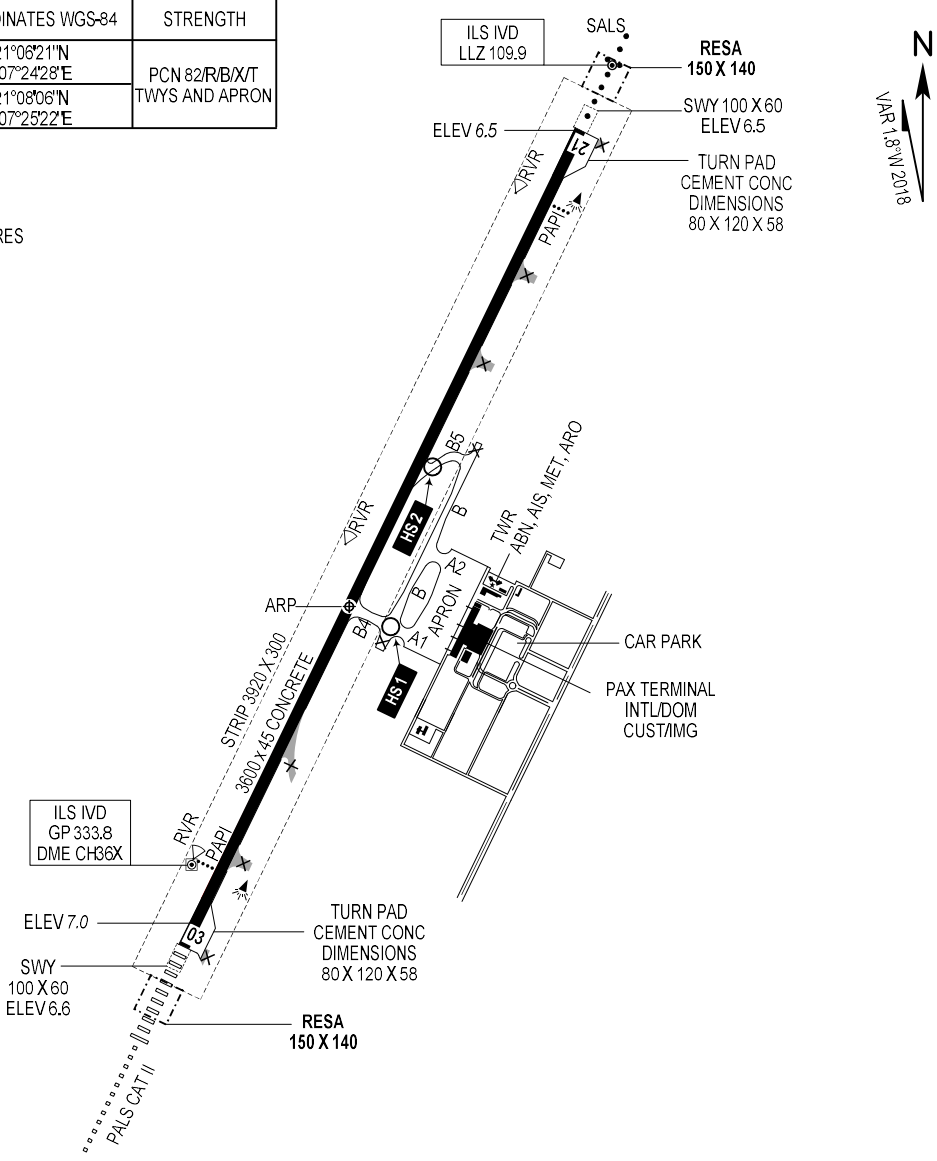 DINATES WGS-84
STRENGTH
21°06'21"N
07°24'28"E
PCN 82/R/B/X/T
TWYS AND APRON
21°08'06"N
07°25'22"E
RES
ILS IVD
LLZ 109.9
SALS
RESA
150 X 140
N
VAR 1.8°W 2018
SWY 100 X 60
ELEV 6.5
ELEV 6.5
21
RVR
TURN PAD
CEMENT CONC
DIMENSIONS
80 X 120 X 58
PAPI
B5
HS 2
RVR
B
TWR
ABN, AIS, MET, ARO
A2
B
APRON
ARP
B4
A1
HS 1
CAR PARK
PAX TERMINAL
INTL/DOM
CUST/IMG
STRIP 3920 X 300
3600 X 45 CONCRETE
ILS IVD
GP 333.8
DME CH36X
RVR
PAPI
ELEV 7.0
03
TURN PAD
CEMENT CONC
DIMENSIONS
80 X 120 X 58
SWY
100 X 60
ELEV 6.6
RESA
150 X 140
PALS CAT II